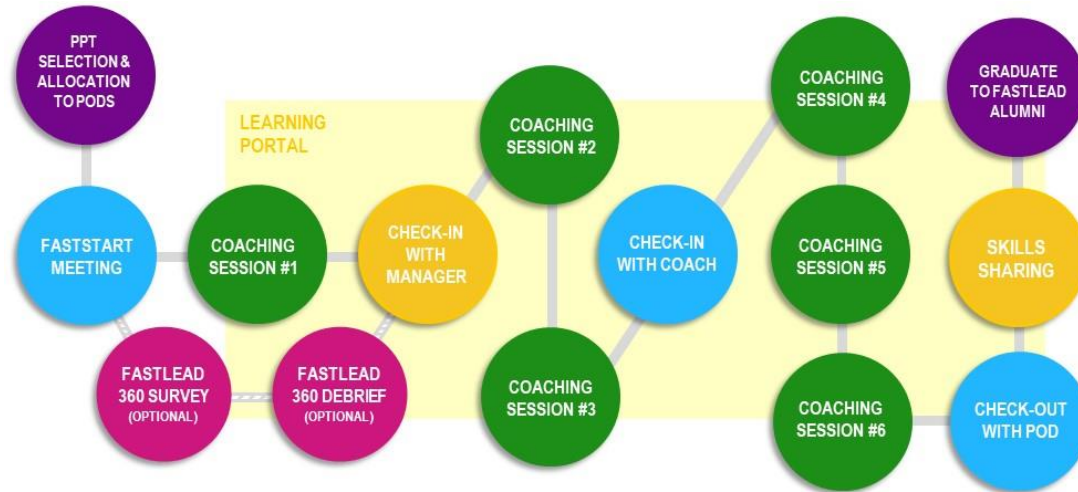 PPT
SELECTION &
ALLOCATION
TO PODS
FASTSTART
MEETING
LEARNING
PORTAL
COACHING
SESSION #1
FASTLEAD
360 SURVEY
(OPTIONAL)
FASTLEAD
360 DEBRIEF
(OPTIONAL)
CHECK-IN
WITH
MANAGER
COACHING
SESSION #2
COACHING
SESSION #3
CHECK-IN
WITH COACH
COACHING
SESSION #4
COACHING
SESSION #5
COACHING
SESSION #6
CHECK-OUT
WITH POD
SKILLS
SHARING
GRADUATE
TO FASTLEAD
ALUMNI